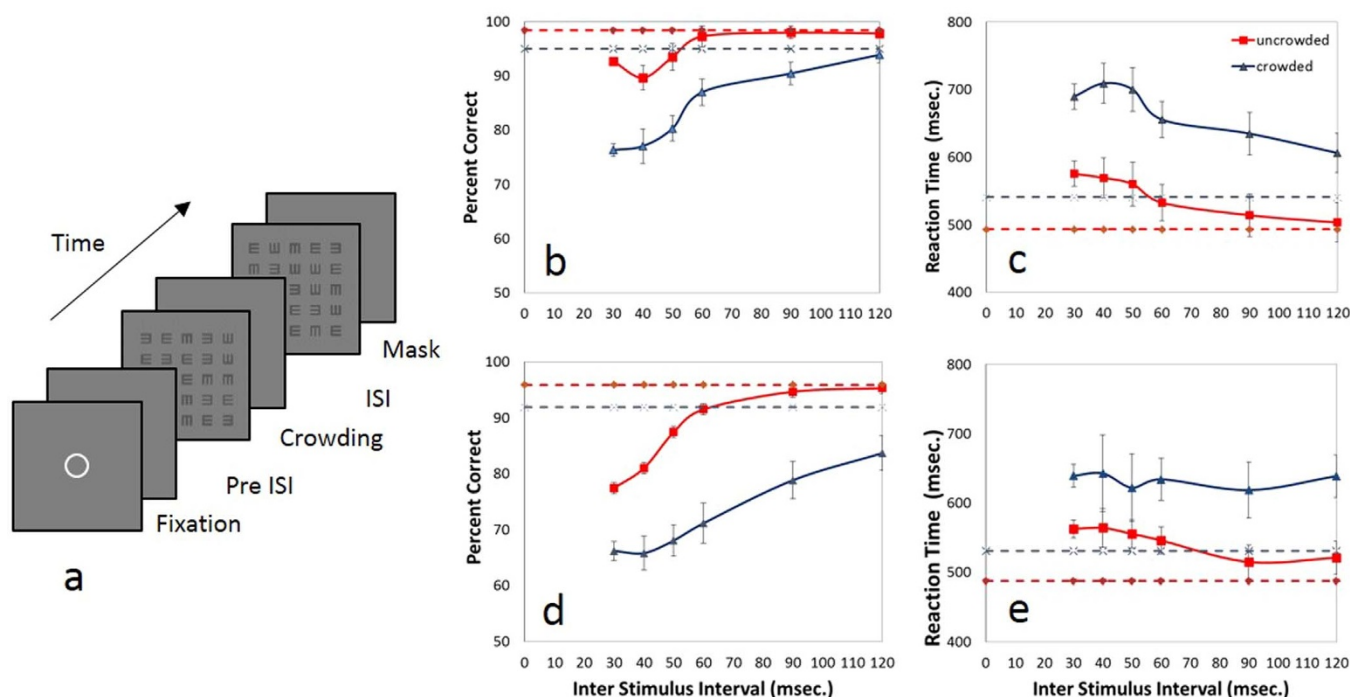 Time
Mask
ISI
Crowding
Pre ISI
Fixation
a
100
90
80
70
60
50
Percent Correct
b
0 10 20 30 40 50 60 70 80 90 100 110 120
800
700
600
500
400
Reaction Time (msec.)
uncrowded
crowded
c
0 10 20 30 40 50 60 70 80 90 100 110 120
100
90
80
70
60
50
Percent Correct
d
0 10 20 30 40 50 60 70 80 90 100 110 120
Inter Stimulus Interval (msec.)
800
700
600
500
400
Reaction Time (msec.)
e
0 10 20 30 40 50 60 70 80 90 100 110 120
Inter Stimulus Interval (msec.)